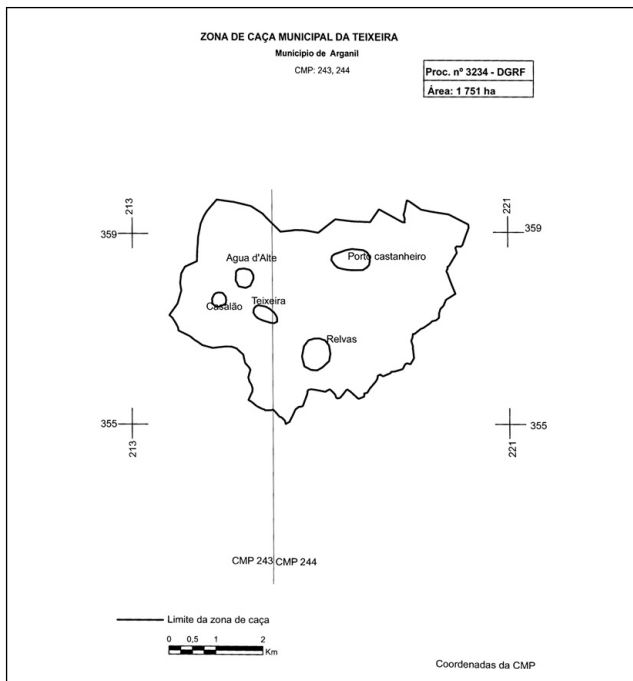 ZONA DE CAÇA MUNICIPAL DA TEIXEIRA
Municipio de Arganil
CMP: 243, 244
Proc. nº 3234 - DGRF
Área: 1 751 ha
213
221
359
359
Agua d'Alte
Porto castanheiro
Casalão
Teixeira
Relvas
355
355
213
221
CMP 243
CMP 244
Limite da zona de caça
0 0,5 1 2
Km
Coordenadas da CMP